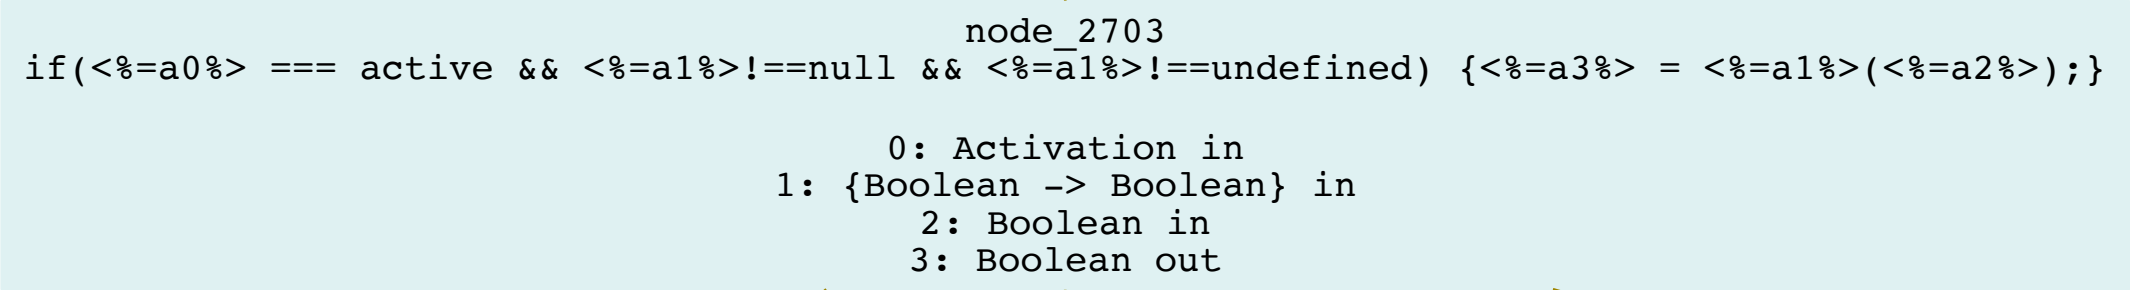 node_2703
if(<%=a0%> === active && <%=a1%>!==null && <%=a1%>!==undefined) {<%=a3%> = <%=a1%>(<%=a2%>);}
0: Activation in
1: {Boolean -> Boolean} in
2: Boolean in
3: Boolean out